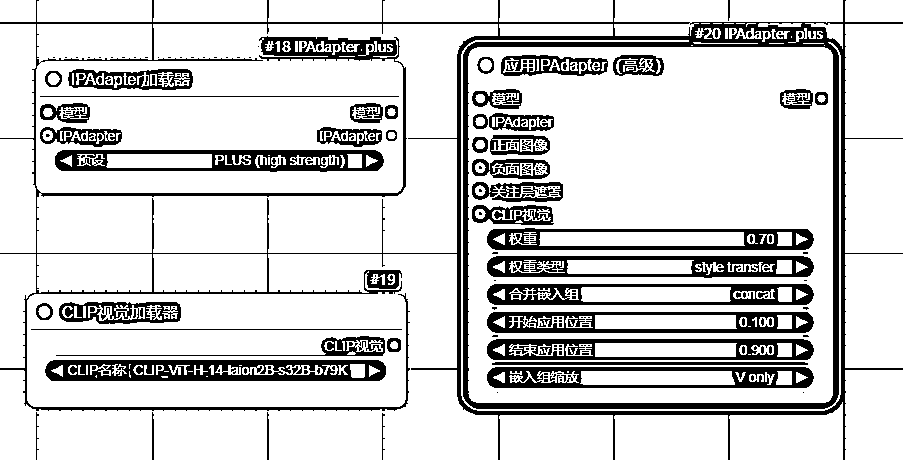 #18 IPAdapter plus
IPAdapter加载器
模型 模型
IPAdapter IPAdapter
预设 PLUS (high strength)
#19
CLIP视觉加载器
CLIP视觉
CLIP名称 CLIP_ViT-H-14-laion2B-s32B-b79K
#20 IPAdapter plus
应用IPAdapter (高级)
模型 模型
IPAdapter
正面图像
负面图像
关注层遮罩
CLIP视觉
权重 0.70
权重类型 style transfer
合并嵌入组 concat
开始应用位置 0.100
结束应用位置 0.900
嵌入组缩放 V only